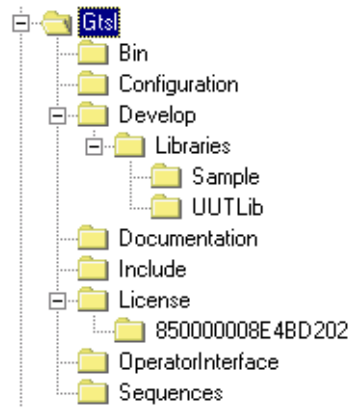 Gtsl
Bin
Configuration
Develop
Libraries
Sample
UUTLib
Documentation
Include
License
850000008E4BD202
OperatorInterface
Sequences